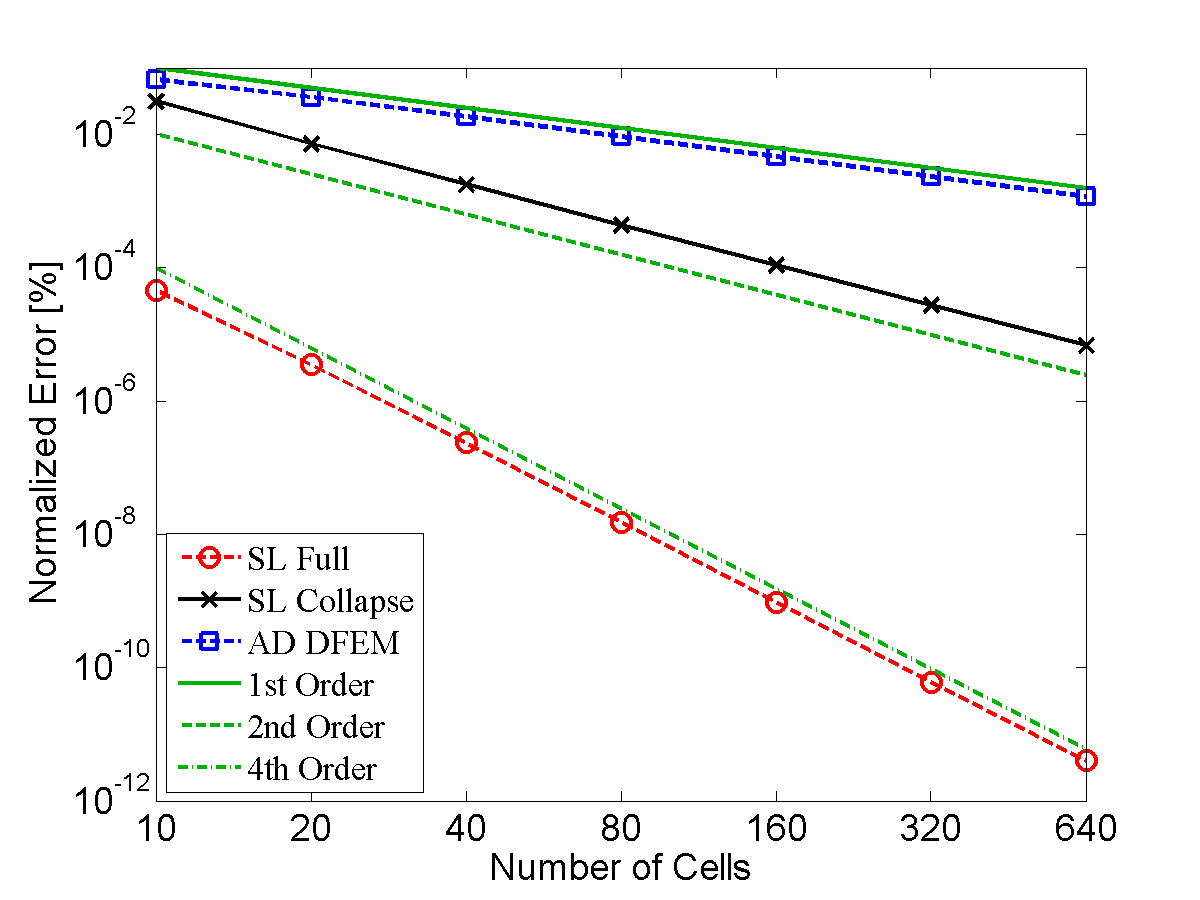 10^-2
10^-4
10^-6
10^-8
10^-10
10^-12
Normalized Error [%]
SL Full
SL Collapse
AD DFEM
1st Order
2nd Order
4th Order
10 20 40 80 160 320 640
Number of Cells